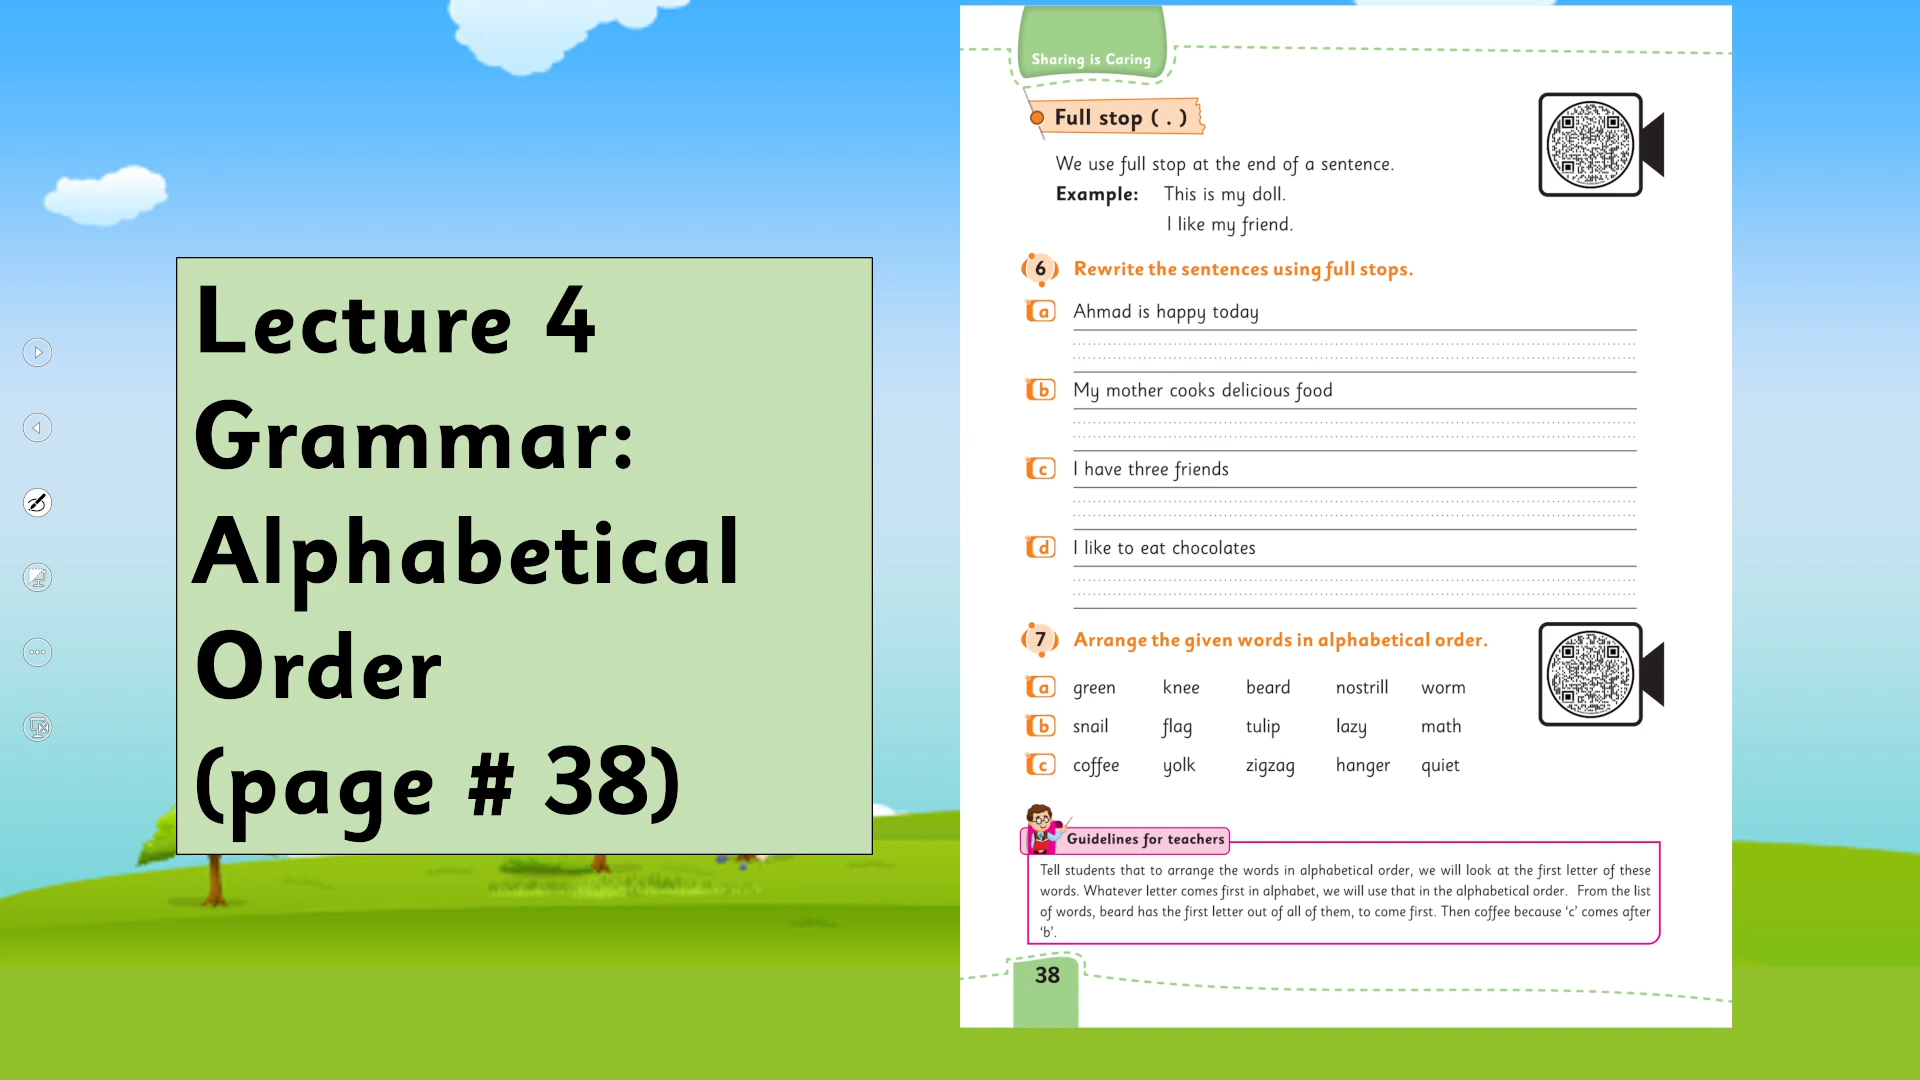 Lecture 4
Grammar:
Alphabetical
Order
(page # 38)
Sharing is Caring
Full stop ( . )
We use full stop at the end of a sentence.
Example: This is my doll.
I like my friend.
6 Rewrite the sentences using full stops.
a Ahmad is happy today
b My mother cooks delicious food
c I have three friends
d I like to eat chocolates
7 Arrange the given words in alphabetical order.
a green knee beard nostrill worm
b snail flag tulip lazy math
c coffee yolk zigzag hanger quiet
Guidelines for teachers
Tell students that to arrange the words in alphabetical order, we will look at the first letter of these
words. Whatever letter comes first in alphabet, we will use that in the alphabetical order. From the list
of words, beard has the first letter out of all of them, to come first. Then coffee because ‘c’ comes after
‘b’.
38